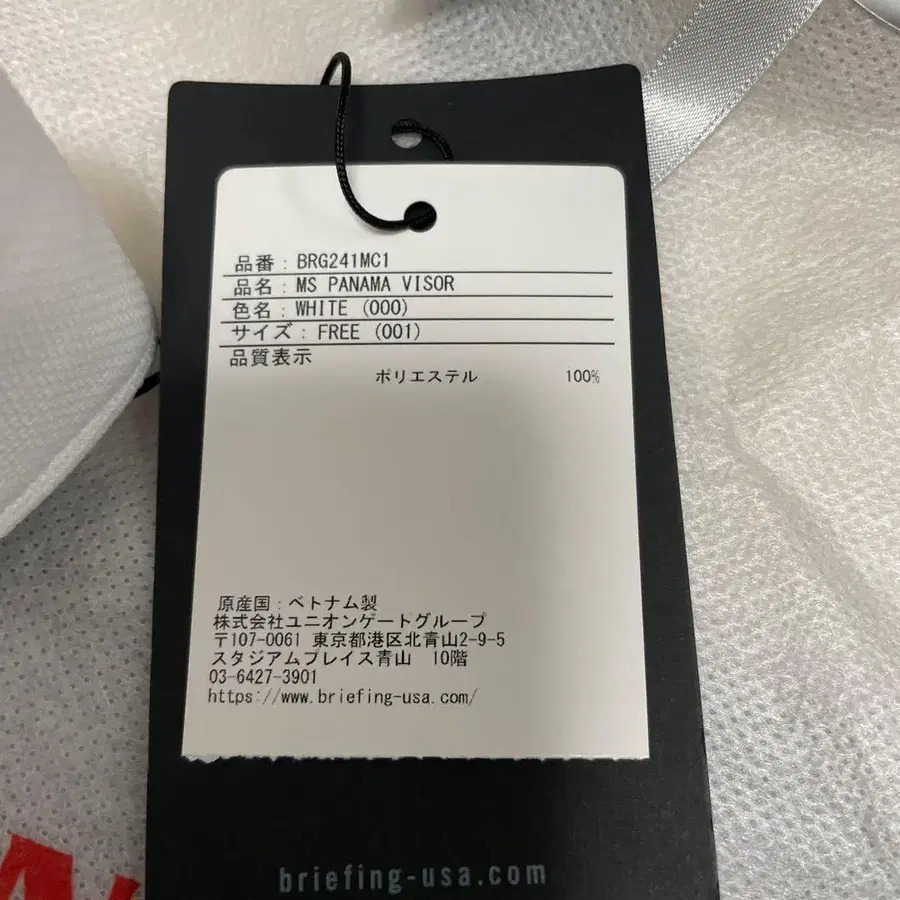 品番 : BRG241MC1
品名 : MS PANAMA VISOR
色名 : WHITE (000)
サイズ : FREE (001)
品質表示
ポリエステル 100%
原産国 : ベトナム製
株式会社ユニオンゲートグループ
〒107-0061 東京都港区北青山2-9-5
スタジアムプレイス青山 10階
03-6427-3901
https://www.briefing-usa.com/
briefing-usa.com